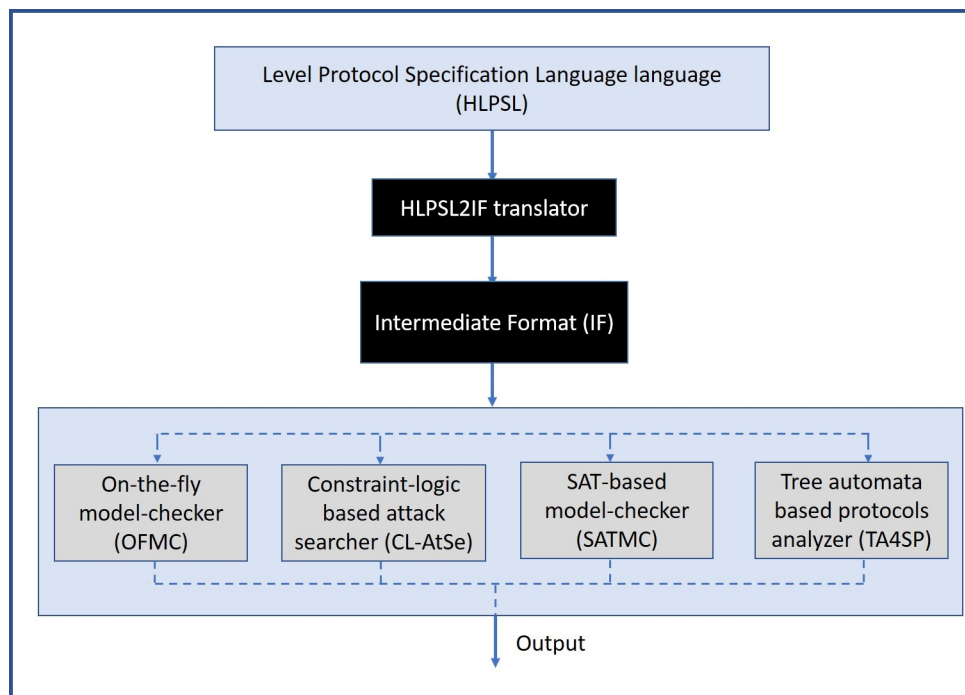 Level Protocol Specification Language language
(HLPSL)
HLPSL2IF translator
Intermediate Format (IF)
On-the-fly
model-checker
(OFMC)
Constraint-logic
based attack
searcher (CL-AtSe)
SAT-based
model-checker
(SATMC)
Tree automata
based protocols
analyzer (TA4SP)
Output